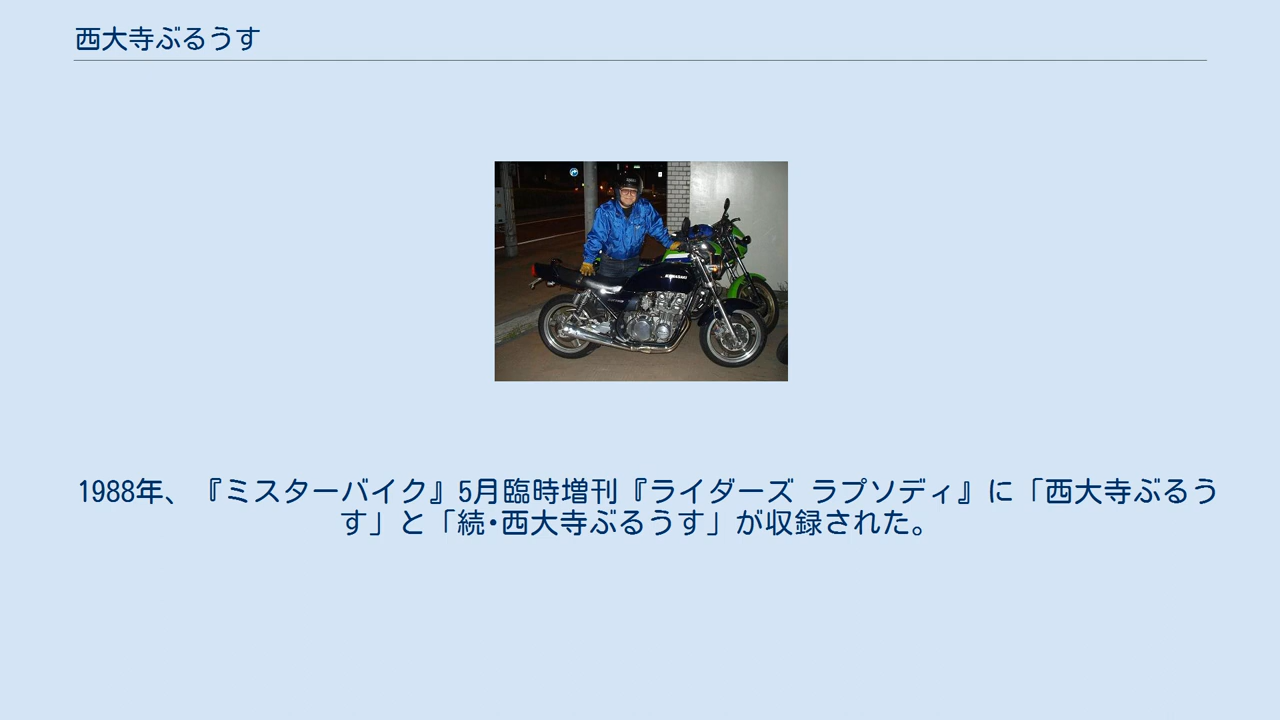 西大寺ぶるうす
KAWASAKI
1988年、『ミスターバイク』5月臨時増刊『ライダーズ ラプソディ』に「西大寺ぶるう
す」と「続・西大寺ぶるうす」が収録された。